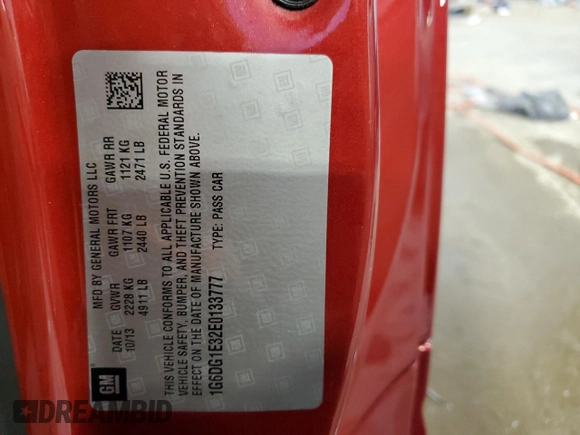 MFD BY GENERAL MOTORS LLC
DATE GVWR GAWR FRT GAWR RR
10/13 2228 KG 1107 KG 1121 KG
4911 LB 2440 LB 2471 LB
THIS VEHICLE CONFORMS TO ALL APPLICABLE U.S. FEDERAL MOTOR
VEHICLE SAFETY, BUMPER, AND THEFT PREVENTION STANDARDS IN
EFFECT ON THE DATE OF MANUFACTURE SHOWN ABOVE.
1G6DG1E32E0133777 TYPE: PASS CAR
GM
DREAMBID